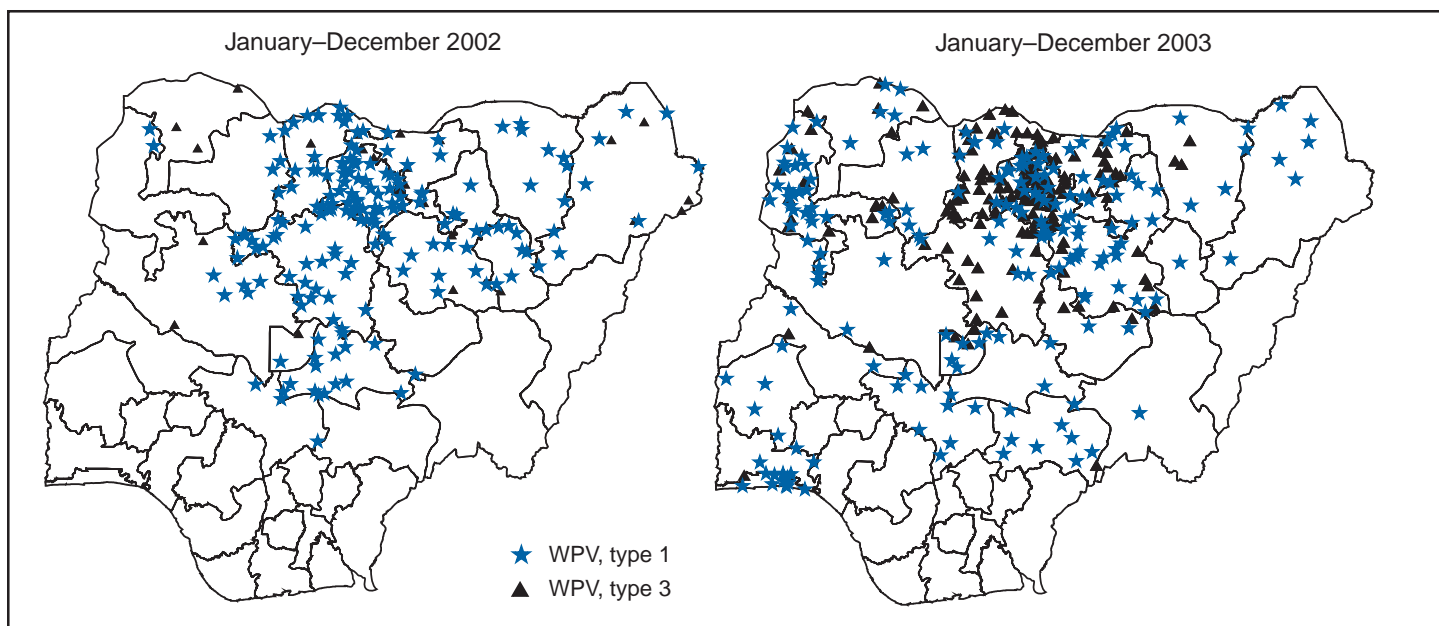 January–December 2002
January–December 2003
WPV, type 1
WPV, type 3